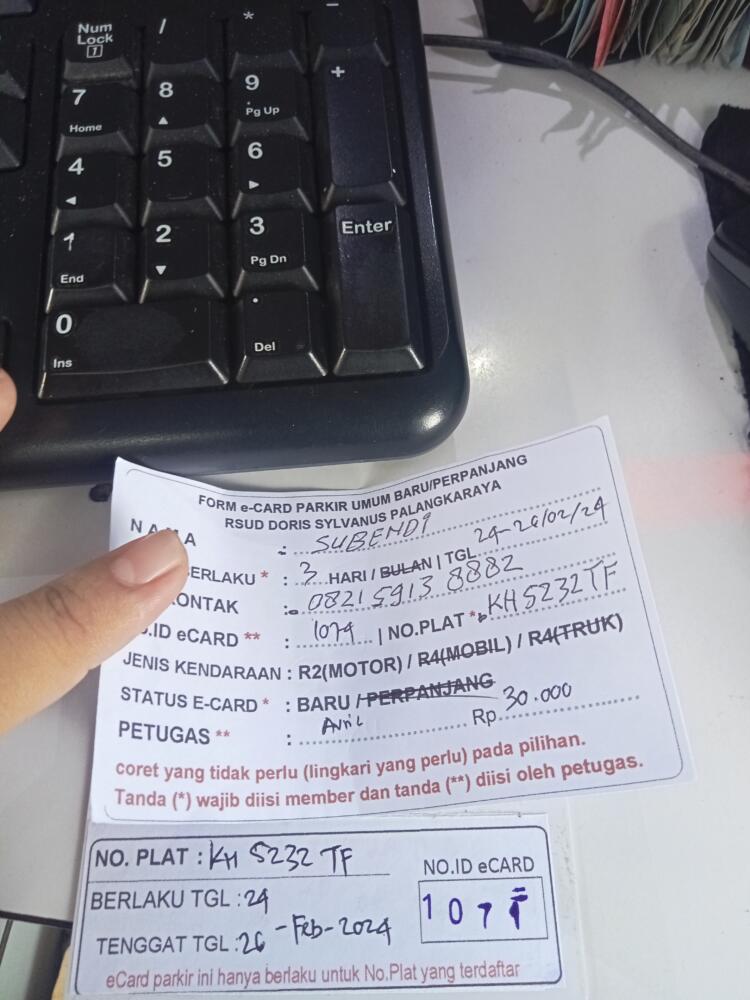 Num Lock
1
/
*
-
7 Home
8
9 Pg Up
+
4
5
6
1 End
2
3 Pg Dn
Enter
0 Ins
. Del
FORM e-CARD PARKIR UMUM BARU/PERPANJANG
RSUD DORIS SYLVANUS PALANGKARAYA
: SUBENDI
BERLAKU * : 3 HARI / BULAN | TGL 24-26/02/24
KONTAK : 0821 5913 8882
.ID eCARD ** : 1079 | NO.PLAT * KH 5232 TF
JENIS KENDARAAN : R2(MOTOR) / R4(MOBIL) / R4(TRUK)
STATUS E-CARD * : BARU / PERPANJANG
PETUGAS ** : Avril Rp 30.000
coret yang tidak perlu (lingkari yang perlu) pada pilihan.
Tanda (*) wajib diisi member dan tanda (**) diisi oleh petugas.
NO. PLAT : KH 5232 TF
NO.ID eCARD
BERLAKU TGL : 24
107
TENGGAT TGL : 26 - Feb - 2024
eCard parkir ini hanya berlaku untuk No.Plat yang terdaftar